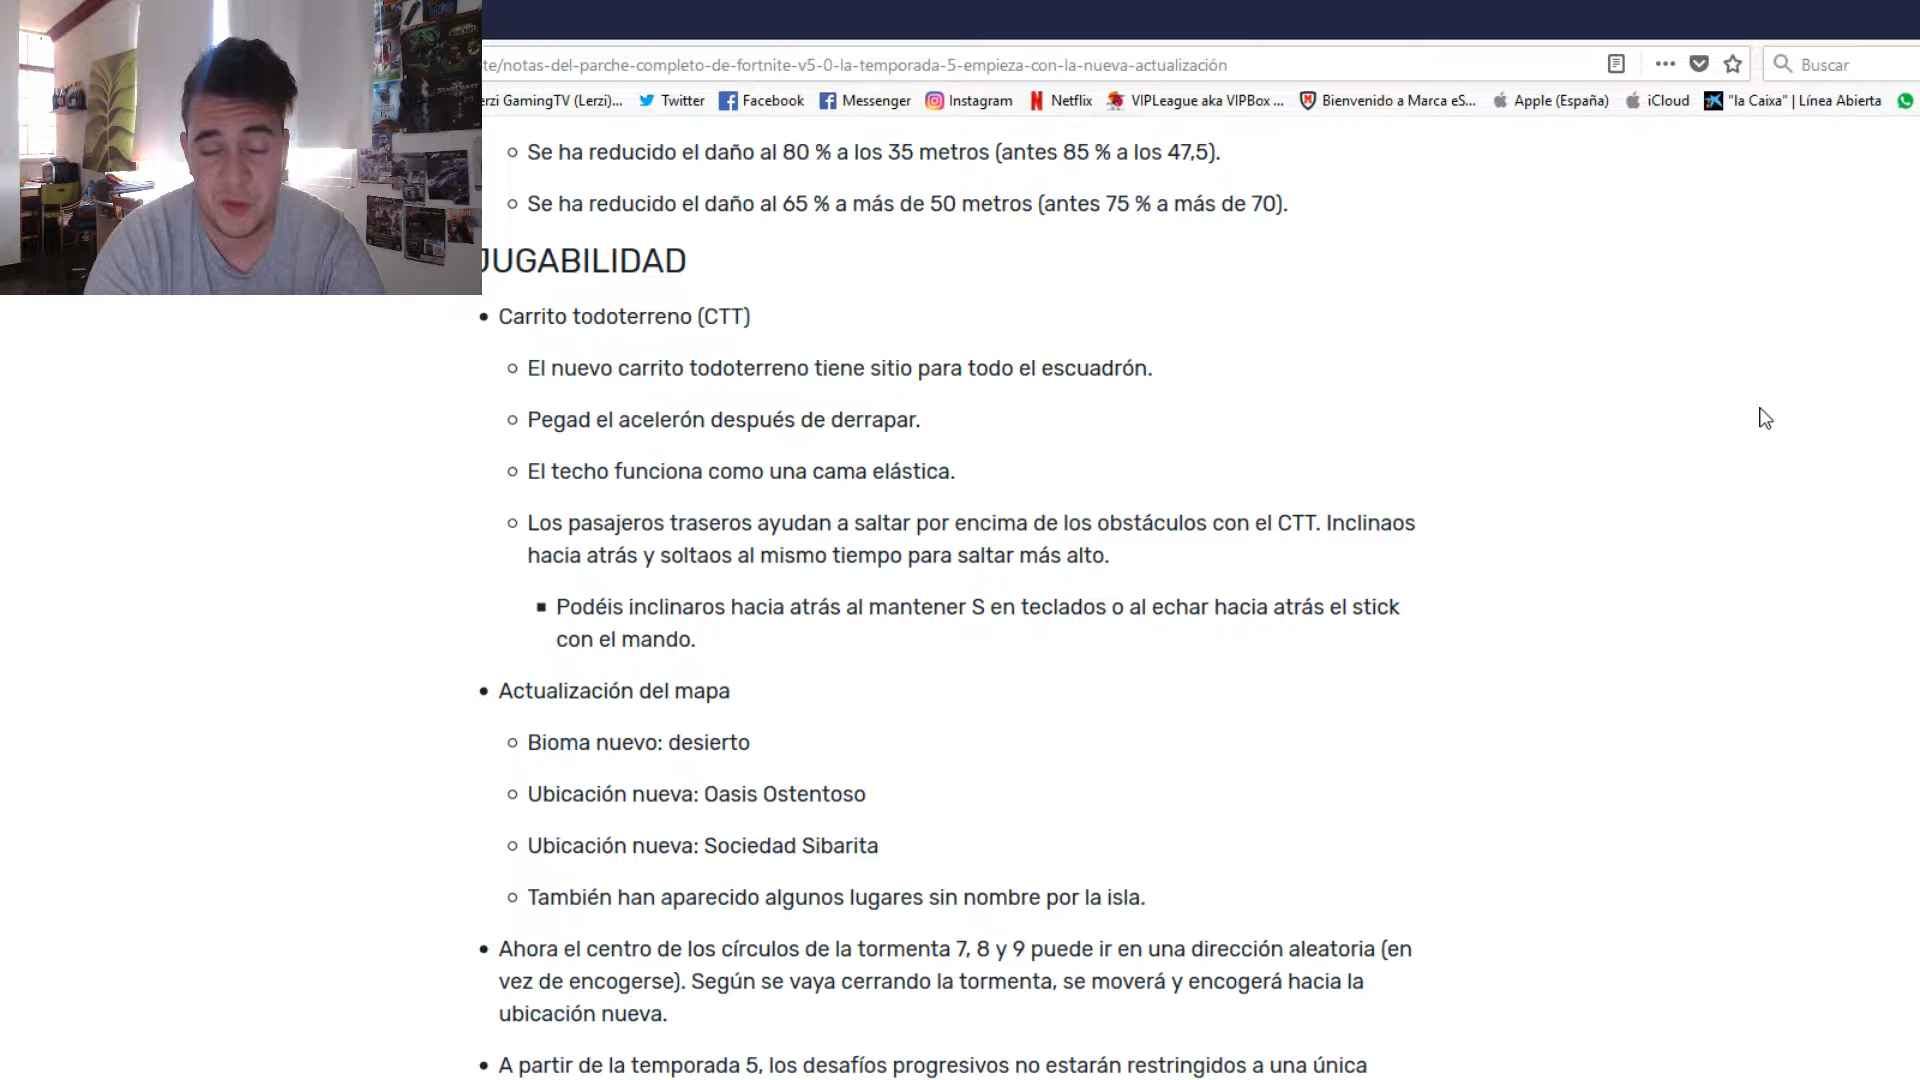 te/notas-del-parche-completo-de-fortnite-v5-0-la-temporada-5-empieza-con-la-nueva-actualización
Buscar
erzi GamingTV (Lerzi)... Twitter Facebook Messenger Instagram Netflix VIPLeague aka VIPBox ... Bienvenido a Marca eS... Apple (España) iCloud "la Caixa" | Línea Abierta
Se ha reducido el daño al 80 % a los 35 metros (antes 85 % a los 47,5).
Se ha reducido el daño al 65 % a más de 50 metros (antes 75 % a más de 70).
JUGABILIDAD
Carrito todoterreno (CTT)
El nuevo carrito todoterreno tiene sitio para todo el escuadrón.
Pegad el acelerón después de derrapar.
El techo funciona como una cama elástica.
Los pasajeros traseros ayudan a saltar por encima de los obstáculos con el CTT. Inclinaos
hacia atrás y soltaos al mismo tiempo para saltar más alto.
Podéis inclinaros hacia atrás al mantener S en teclados o al echar hacia atrás el stick
con el mando.
Actualización del mapa
Bioma nuevo: desierto
Ubicación nueva: Oasis Ostentoso
Ubicación nueva: Sociedad Sibarita
También han aparecido algunos lugares sin nombre por la isla.
Ahora el centro de los círculos de la tormenta 7, 8 y 9 puede ir en una dirección aleatoria (en
vez de encogerse). Según se vaya cerrando la tormenta, se moverá y encogerá hacia la
ubicación nueva.
A partir de la temporada 5, los desafíos progresivos no estarán restringidos a una única